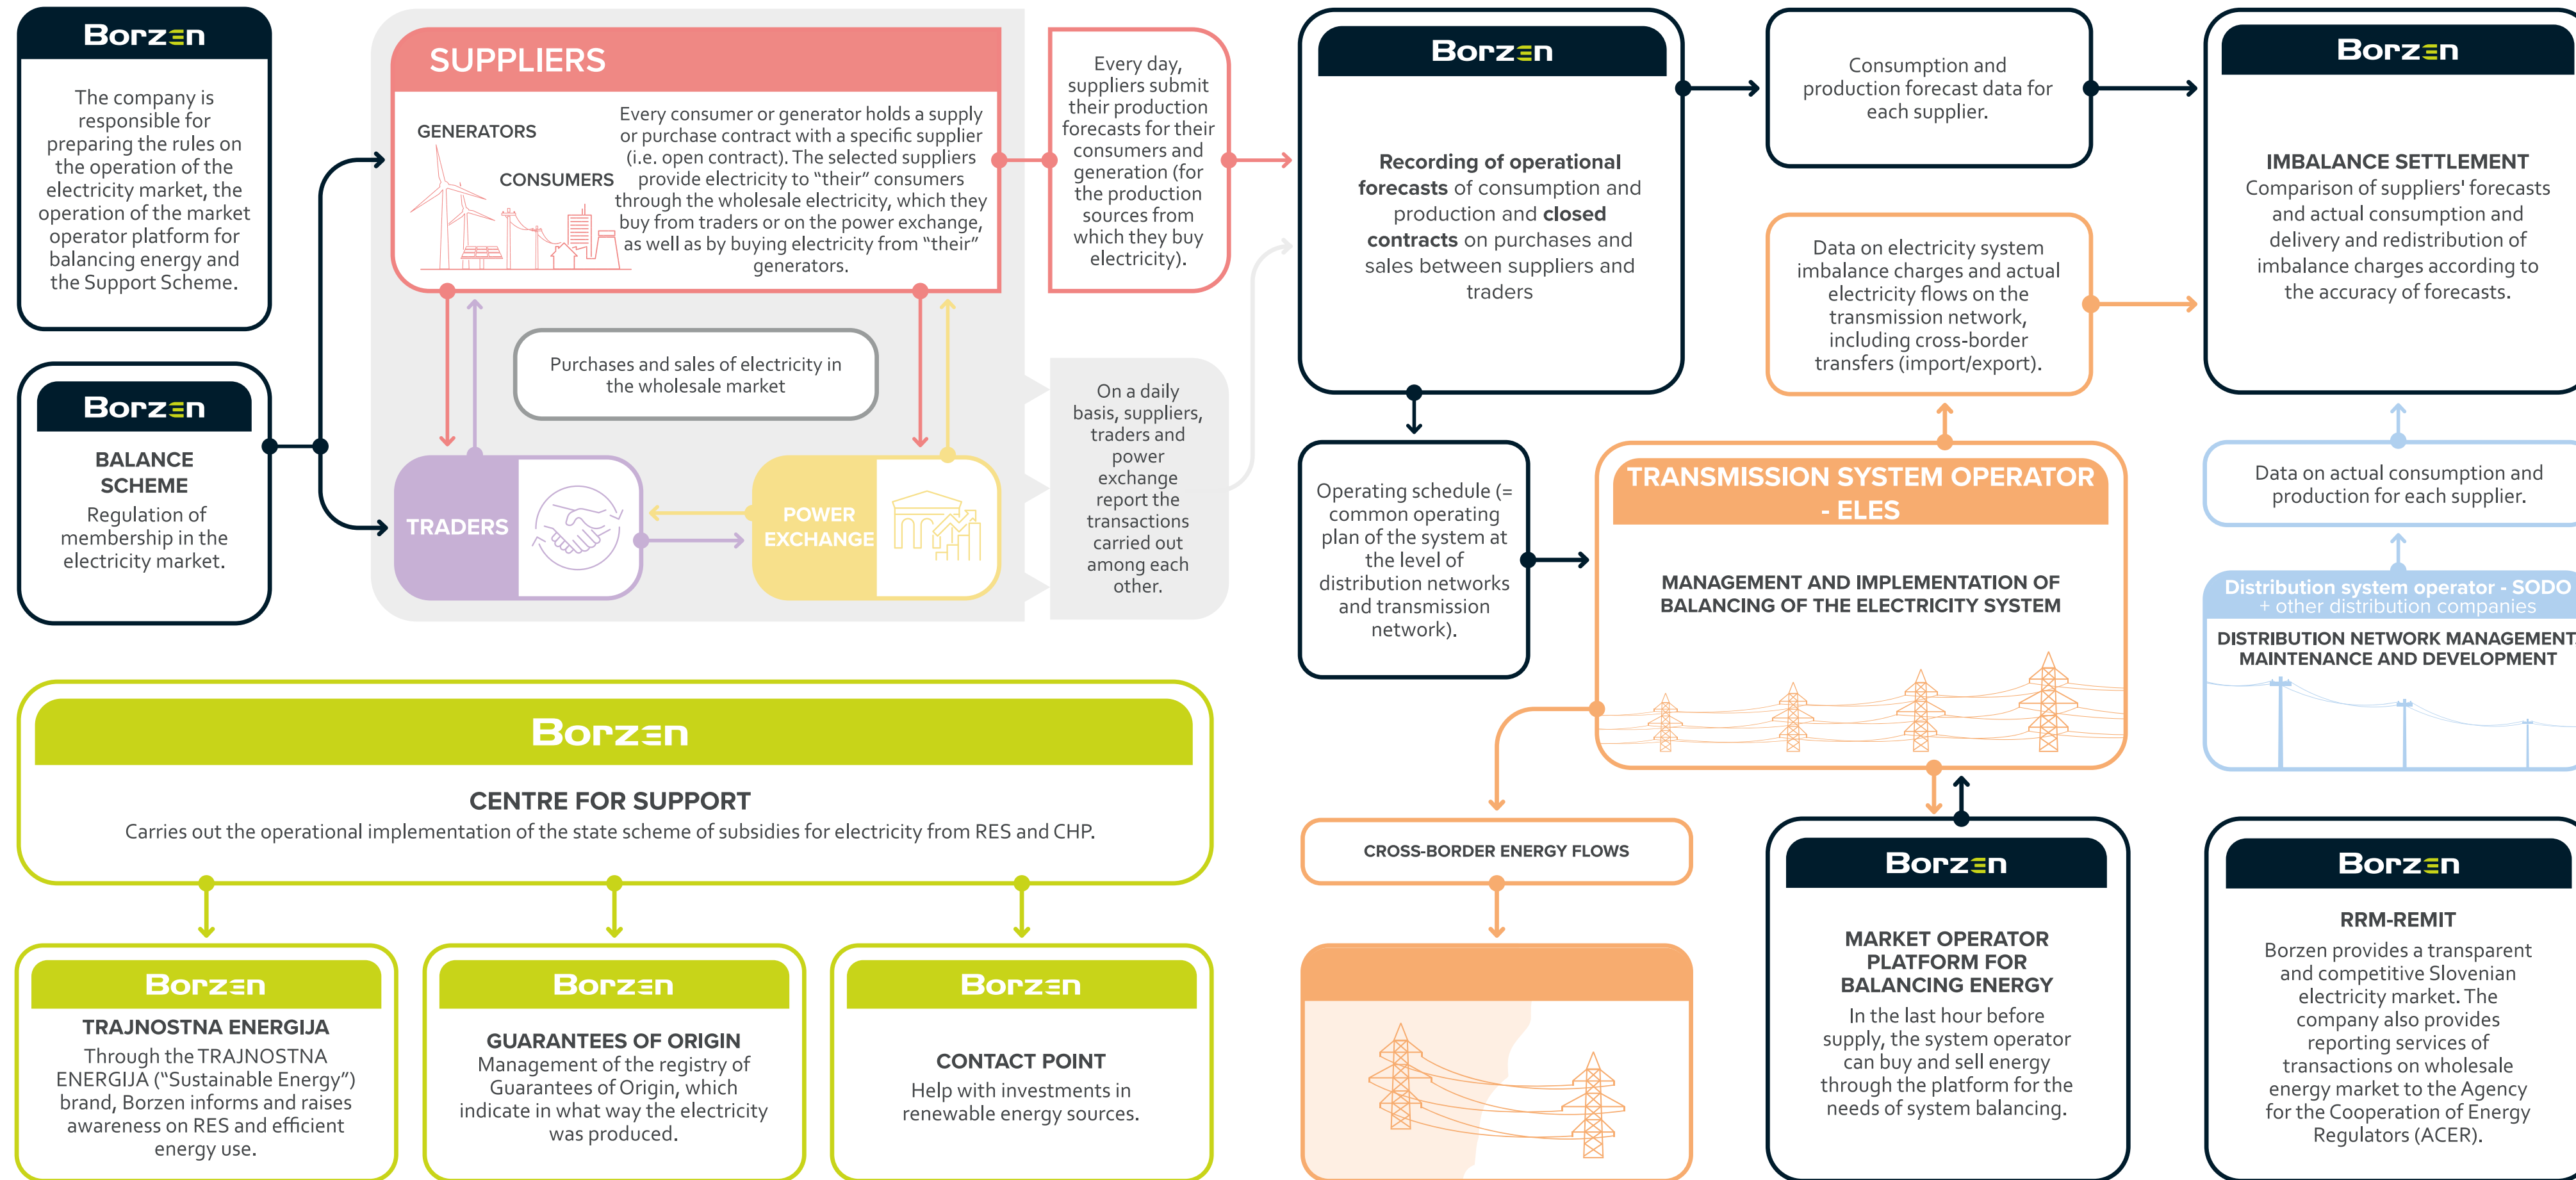 Borzen
The company is
responsible for
preparing the rules on
the operation of the
electricity market, the
operation of the market
operator platform for
balancing energy and
the Support Scheme.
Borzen
BALANCE
SCHEME
Regulation of
membership in the
electricity market.
SUPPLIERS
GENERATORS
CONSUMERS
Every consumer or generator holds a supply
or purchase contract with a specific supplier
(i.e. open contract). The selected suppliers
provide electricity to “their” consumers
through the wholesale electricity, which they
buy from traders or on the power exchange,
as well as by buying electricity from “their”
generators.
Purchases and sales of electricity in
the wholesale market
TRADERS
POWER
EXCHANGE
Every day,
suppliers submit
their production
forecasts for their
consumers and
generation (for
the production
sources from
which they buy
electricity).
On a daily
basis, suppliers,
traders and
power
exchange
report the
transactions
carried out
among each
other.
Borzen
Recording of operational
forecasts of consumption and
production and closed
contracts on purchases and
sales between suppliers and
traders
Consumption and
production forecast data for
each supplier.
Data on electricity system
imbalance charges and actual
electricity flows on the
transmission network,
including cross-border
transfers (import/export).
Borzen
IMBALANCE SETTLEMENT
Comparison of suppliers' forecasts
and actual consumption and
delivery and redistribution of
imbalance charges according to
the accuracy of forecasts.
Operating schedule (=
common operating
plan of the system at
the level of
distribution networks
and transmission
network).
TRANSMISSION SYSTEM OPERATOR
- ELES
MANAGEMENT AND IMPLEMENTATION OF
BALANCING OF THE ELECTRICITY SYSTEM
Data on actual consumption and
production for each supplier.
Distribution system operator - SODO
+ other distribution companies
DISTRIBUTION NETWORK MANAGEMENT,
MAINTENANCE AND DEVELOPMENT
Borzen
CENTRE FOR SUPPORT
Carries out the operational implementation of the state scheme of subsidies for electricity from RES and CHP.
Borzen
TRAJNOSTNA ENERGIJA
Through the TRAJNOSTNA
ENERGIJA (“Sustainable Energy”)
brand, Borzen informs and raises
awareness on RES and efficient
energy use.
Borzen
GUARANTEES OF ORIGIN
Management of the registry of
Guarantees of Origin, which
indicate in what way the electricity
was produced.
Borzen
CONTACT POINT
Help with investments in
renewable energy sources.
CROSS-BORDER ENERGY FLOWS
Borzen
MARKET OPERATOR
PLATFORM FOR
BALANCING ENERGY
In the last hour before
supply, the system operator
can buy and sell energy
through the platform for the
needs of system balancing.
Borzen
RRM-REMIT
Borzen provides a transparent
and competitive Slovenian
electricity market. The
company also provides
reporting services of
transactions on wholesale
energy market to the Agency
for the Cooperation of Energy
Regulators (ACER).